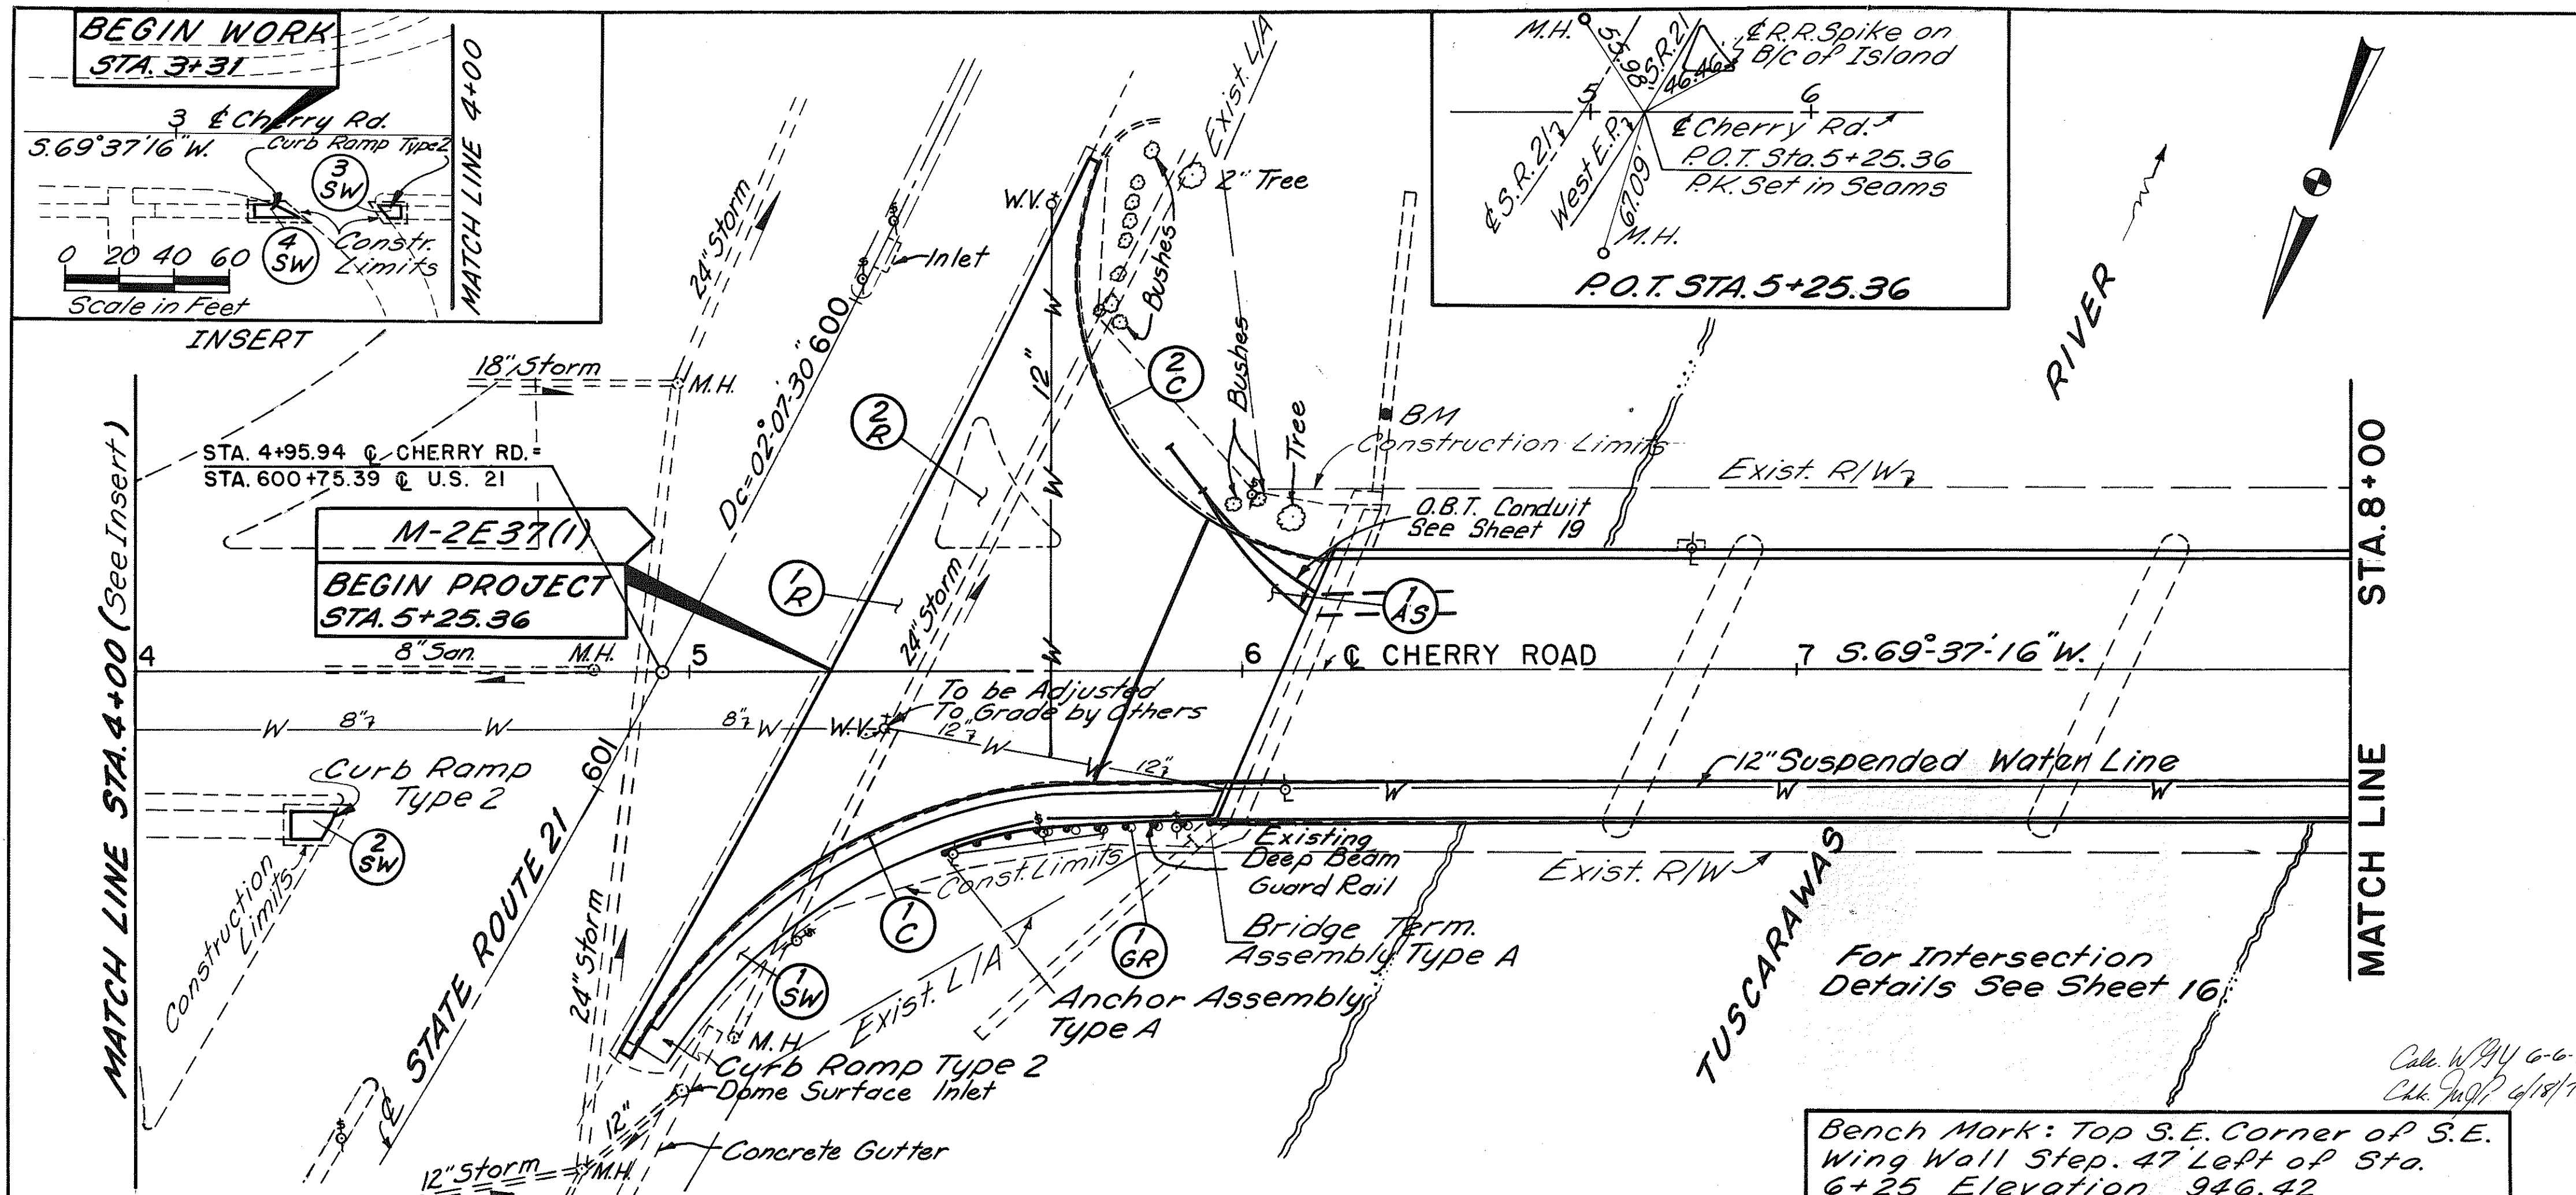 BEGIN WORK
STA. 3+31
3 ℄ Cherry Rd.
S.69°37'16"W.
Curb Ramp Type 2
3
SW
4
SW
Constr.
Limits
0 20 40 60
Scale in Feet
MATCH LINE 4+00
INSERT
M.H.
55.98'
S.R.21
46.46'
℄ R.R. Spike on
B/c of Island
5
6
℄ Cherry Rd.
℄ S.R. 21
West E.P.
67.09'
P.O.T. Sta. 5+25.36
P.K. Set in Seams
M.H.
P.O.T. STA. 5+25.36
24" Storm
Exist. L/A
2" Tree
W.V.
Inlet
Bushes
600
Dc=02°-07'-30"
18" Storm
M.H.
W
12"
W
W
2
C
2
R
Bushes
Tree
BM
Construction Limits
Exist. R/W
RIVER
STA. 4+95.94 ℄ CHERRY RD.=
STA. 600+75.39 ℄ U.S. 21
M-2E37(1)
BEGIN PROJECT
STA. 5+25.36
1
R
24" Storm
O.B.T. Conduit
See Sheet 19
1
AS
MATCH LINE STA. 4+00 (See Insert)
MATCH LINE STA. 8+00
4
8" San.
M.H.
5
6
℄ CHERRY ROAD
7
S.69°-37'-16"W.
To be Adjusted
To Grade by Others
W 8" W 8" W W.V.
12" W W 12"
12" Suspended Water Line
W W W
601
Curb Ramp
Type 2
2
SW
Construction
Limits
℄ STATE ROUTE 21
24" Storm
1
C
Const. Limits
Existing
Deep Beam
Guard Rail
Exist. R/W
1
SW
Exist. L/A
1
GR
Bridge Term.
Assembly Type A
Anchor Assembly
Type A
TUSCARAWAS
For Intersection
Details See Sheet 16
M.H.
Curb Ramp Type 2
Dome Surface Inlet
12"
Concrete Gutter
12" Storm
M.H.
Calc. 6-6-
Chk. 6/18/7
Bench Mark: Top S.E. Corner of S.E.
Wing Wall Step. 47' Left of Sta.
6+25 Elevation 946.42